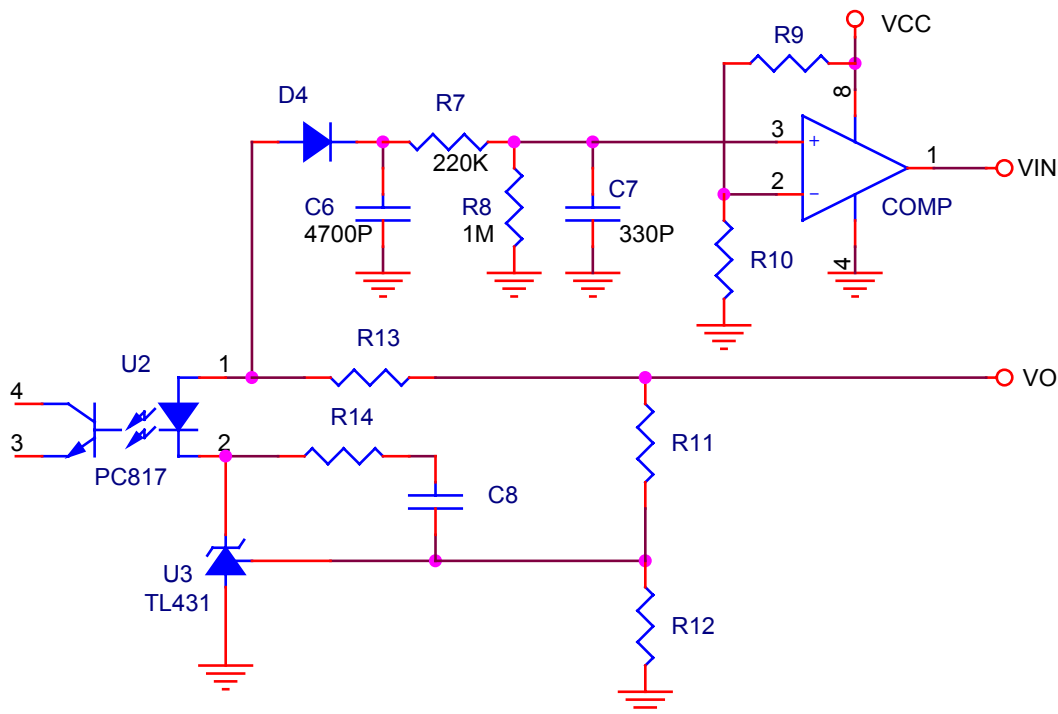 R9
VCC
D4
R7
8
3
+
220K
1
VIN
2
−
C6
4700P
R8
1M
C7
330P
COMP
4
R10
R13
U2
1
VO
4
R14
3
2
R11
PC817
C8
U3
TL431
R12